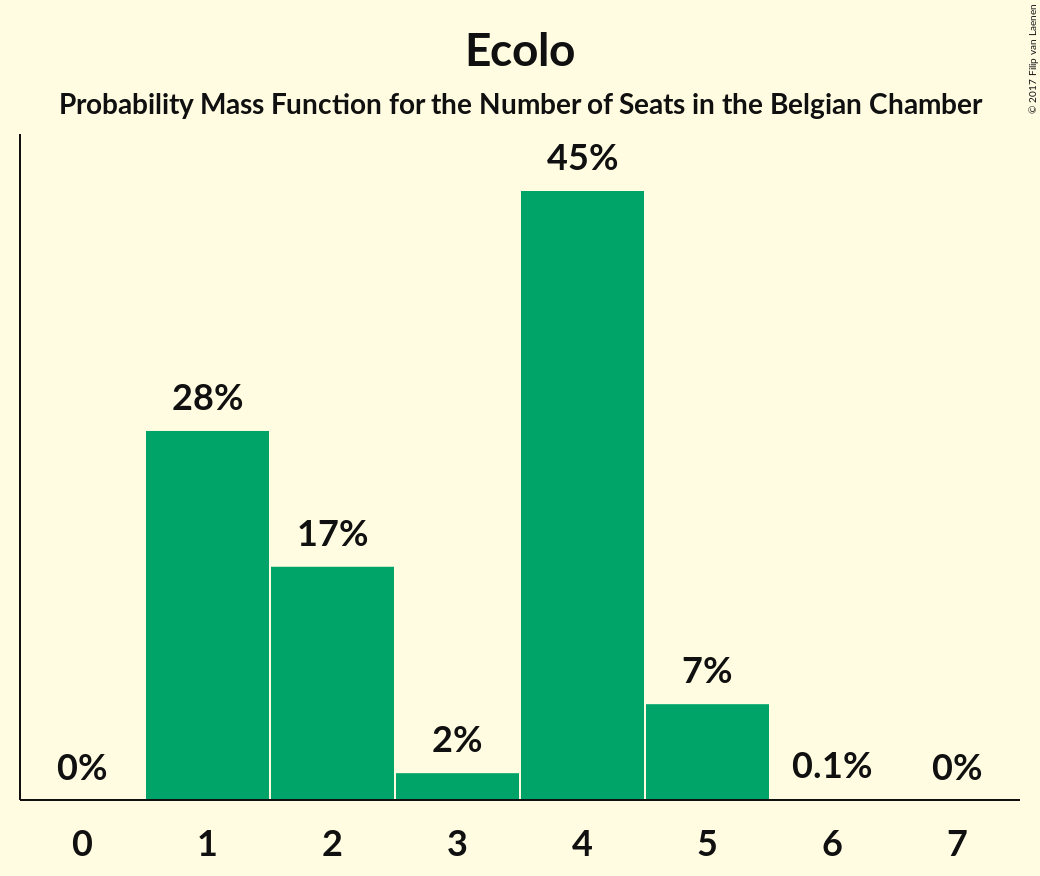 Ecolo
Probability Mass Function for the Number of Seats in the Belgian Chamber
© 2017 Filip van Laenen
45%
28%
17%
7%
2%
0%
0.1%
0%
0 1 2 3 4 5 6 7